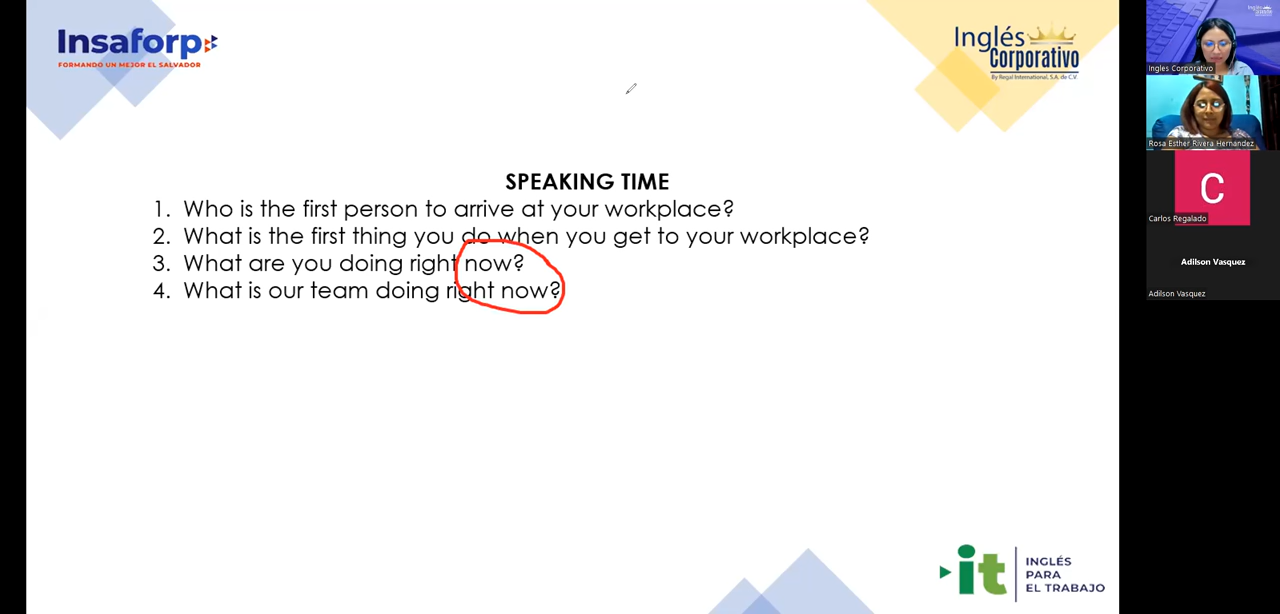 Insaforp
FORMANDO UN MEJOR EL SALVADOR
Inglés
Corporativo
By Regal International, S.A. de C.V.
SPEAKING TIME
1. Who is the first person to arrive at your workplace?
2. What is the first thing you do when you get to your workplace?
3. What are you doing right now?
4. What is our team doing right now?
it
INGLÉS
PARA
EL TRABAJO
Ingles Corporativo
Rosa Esther Rivera Hernandez
C
Carlos Regalado
Adilson Vasquez
Adilson Vasquez